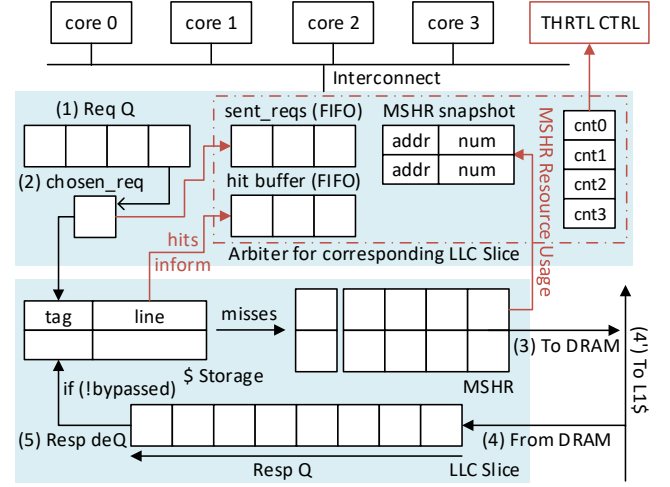 core 0
core 1
core 2
core 3
THRTL CTRL
Interconnect
(1) Req Q
sent_reqs (FIFO)
MSHR snapshot
addr
num
addr
num
cnt0
cnt1
cnt2
cnt3
MSHR Resource Usage
(2) chosen_req
hit buffer (FIFO)
hits
inform
Arbiter for corresponding LLC Slice
tag
line
misses
(3) To DRAM
(4') To L1$
$ Storage
MSHR
if (!bypassed)
(5) Resp deQ
(4) From DRAM
Resp Q
LLC Slice